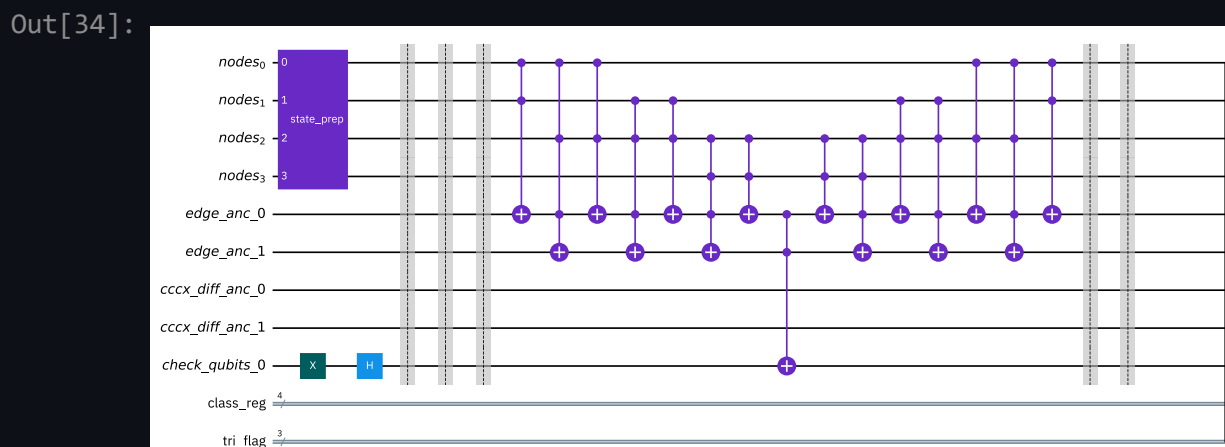 Out[34]:
nodes₀ 0
nodes₁ 1
state_prep
nodes₂ 2
nodes₃ 3
edge_anc_0
edge_anc_1
cccx_diff_anc_0
cccx_diff_anc_1
check_qubits_0 X H
class_reg 4
tri_flag 3